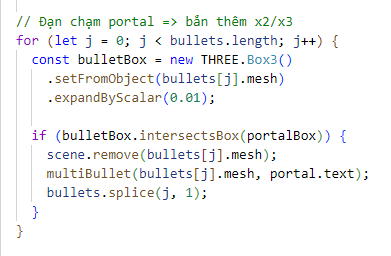 // Đạn chạm portal => bắn thêm x2/x3
for (let j = 0; j < bullets.length; j++) {
  const bulletBox = new THREE.Box3()
    .setFromObject(bullets[j].mesh)
    .expandByScalar(0.01);

  if (bulletBox.intersectsBox(portalBox)) {
    scene.remove(bullets[j].mesh);
    multiBullet(bullets[j].mesh, portal.text);
    bullets.splice(j, 1);
  }
}